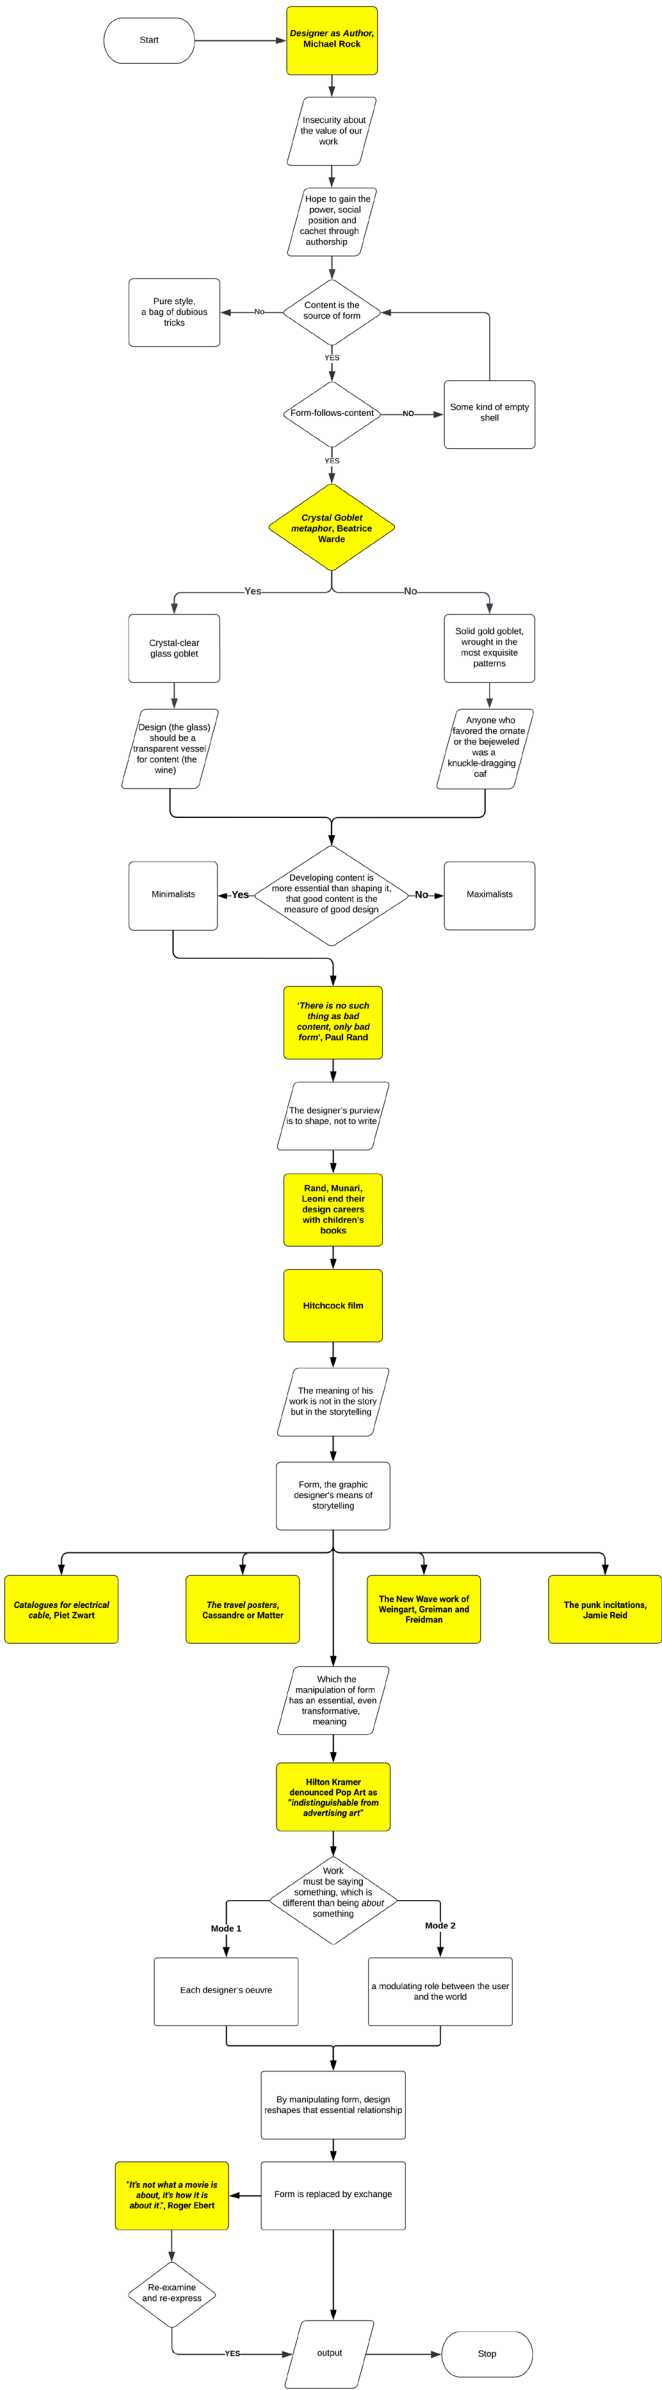 Start
Designer as Author,
Michael Rock
Insecurity about
the value of our
work
Hope to gain the
power, social
position and
cachet through
authorship
Pure style,
a bag of dubious
tricks
No
Content is the
source of form
YES
Form-follows-content
NO
Some kind of empty
shell
YES
Crystal Goblet
metaphor, Beatrice
Warde
Yes
No
Crystal-clear
glass goblet
Solid gold goblet,
wrought in the
most exquisite
patterns
Design (the glass)
should be a
transparent vessel
for content (the
wine)
Anyone who
favored the ornate
or the bejeweled
was a
knuckle-dragging
oaf
Minimalists
Yes
Developing content is
more essential than shaping it,
that good content is the
measure of good design
No
Maximalists
'There is no such
thing as bad
content, only bad
form', Paul Rand
The designer's purview
is to shape, not to write
Rand, Munari,
Leoni end their
design careers
with children's
books
Hitchcock film
The meaning of his
work is not in the story
but in the storytelling
Form, the graphic
designer's means of
storytelling
Catalogues for electrical
cable, Piet Zwart
The travel posters,
Cassandre or Matter
The New Wave work of
Weingart, Greiman and
Freidman
The punk incitations,
Jamie Reid
Which the
manipulation of form
has an essential, even
transformative,
meaning
Hilton Kramer
denounced Pop Art as
"indistinguishable from
advertising art"
Work
must be saying
something, which is
different than being about
something
Mode 1
Mode 2
Each designer's oeuvre
a modulating role between the user
and the world
By manipulating form, design
reshapes that essential relationship
"It's not what a movie is
about, it's how it is
about it.", Roger Ebert
Form is replaced by exchange
Re-examine
and re-express
YES
output
Stop